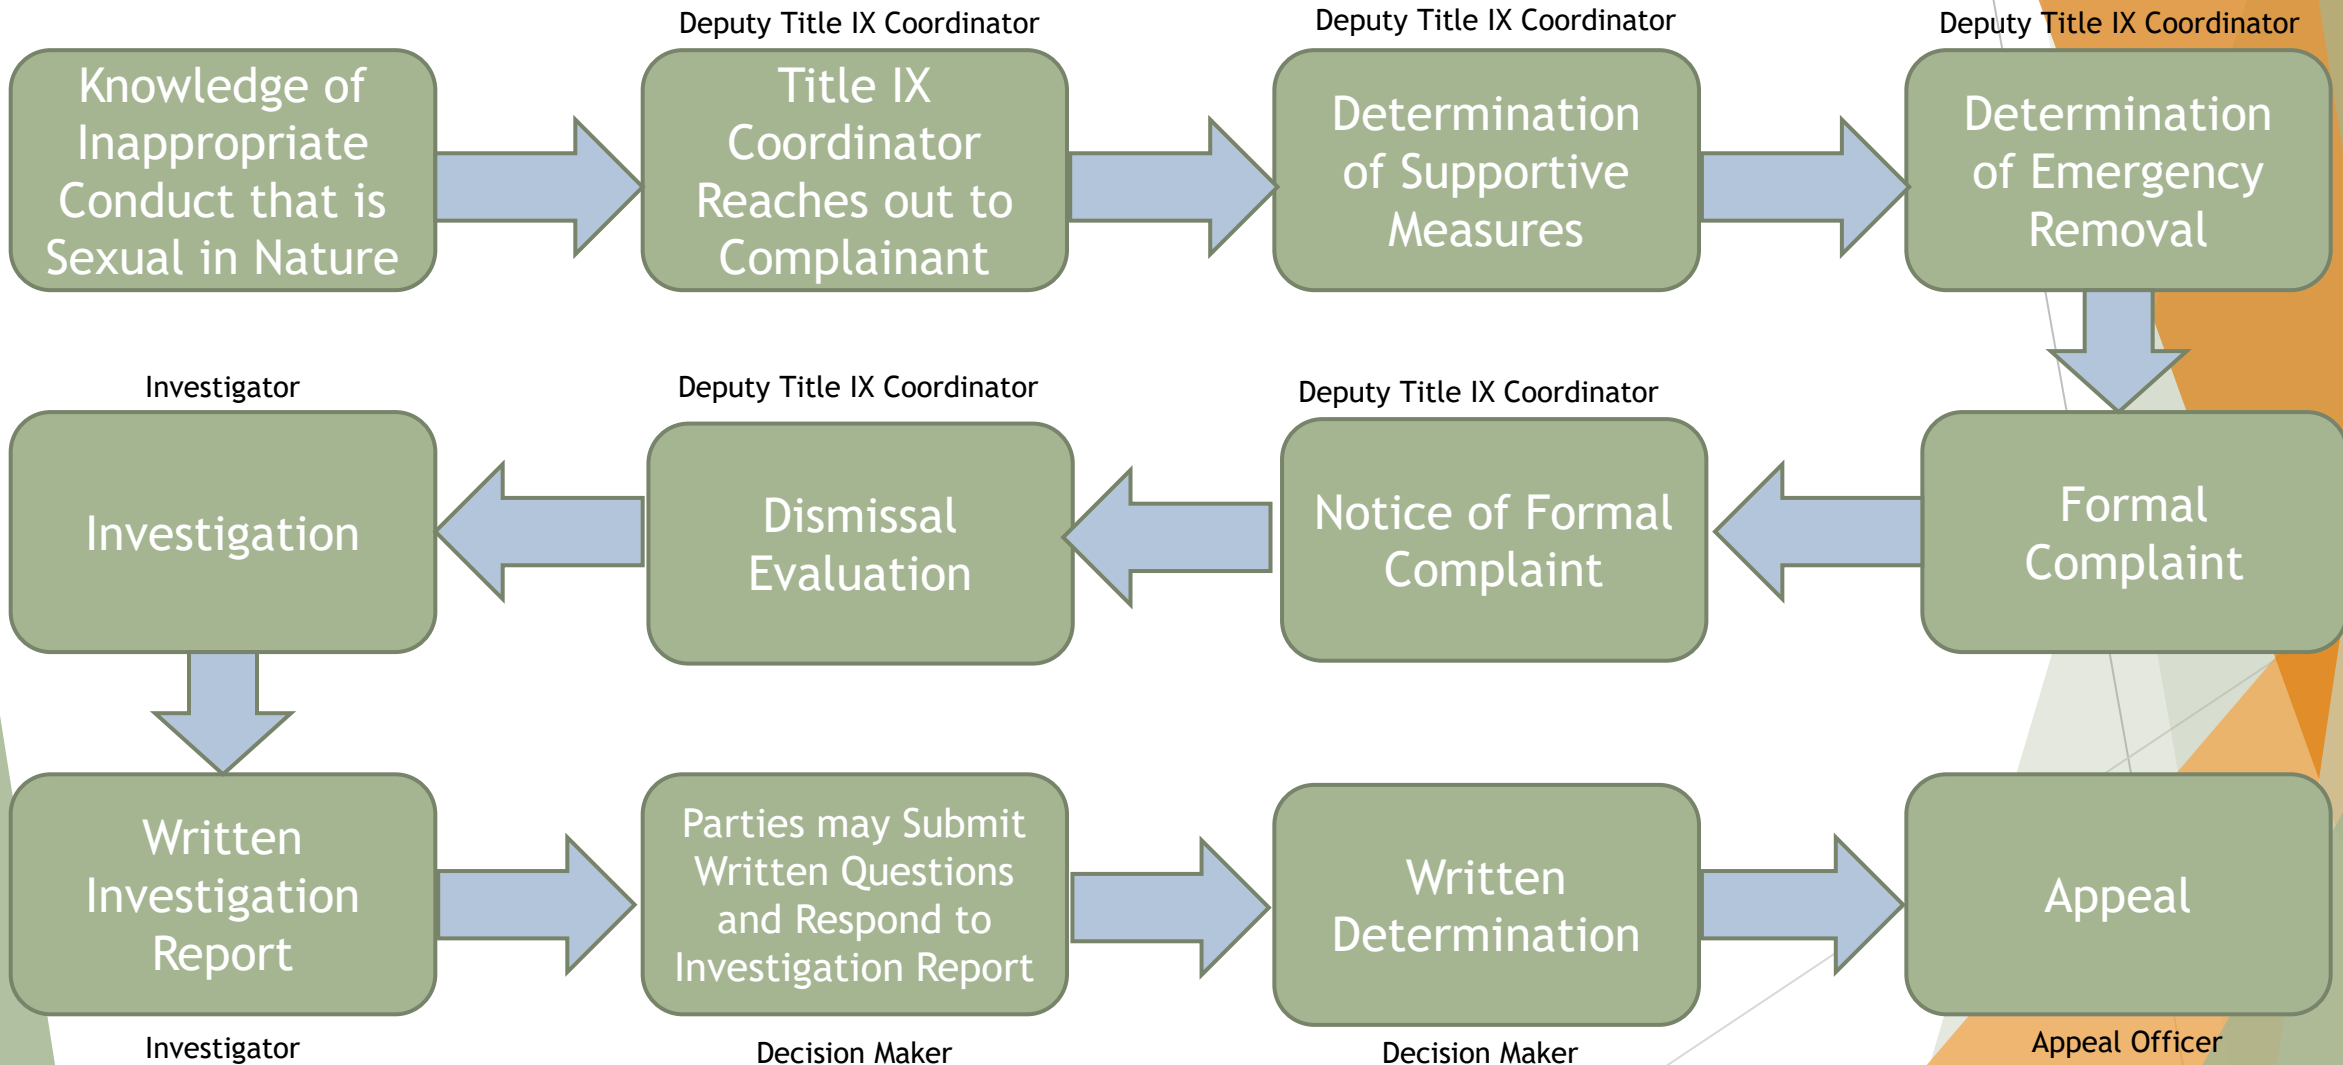 Deputy Title IX Coordinator
Deputy Title IX Coordinator
Deputy Title IX Coordinator
Knowledge of
Inappropriate
Conduct that is
Sexual in Nature
Title IX
Coordinator
Reaches out to
Complainant
Determination
of Supportive
Measures
Determination
of Emergency
Removal
Investigator
Deputy Title IX Coordinator
Deputy Title IX Coordinator
Investigation
Dismissal
Evaluation
Notice of Formal
Complaint
Formal
Complaint
Written
Investigation
Report
Parties may Submit
Written Questions
and Respond to
Investigation Report
Written
Determination
Appeal
Investigator
Decision Maker
Decision Maker
Appeal Officer